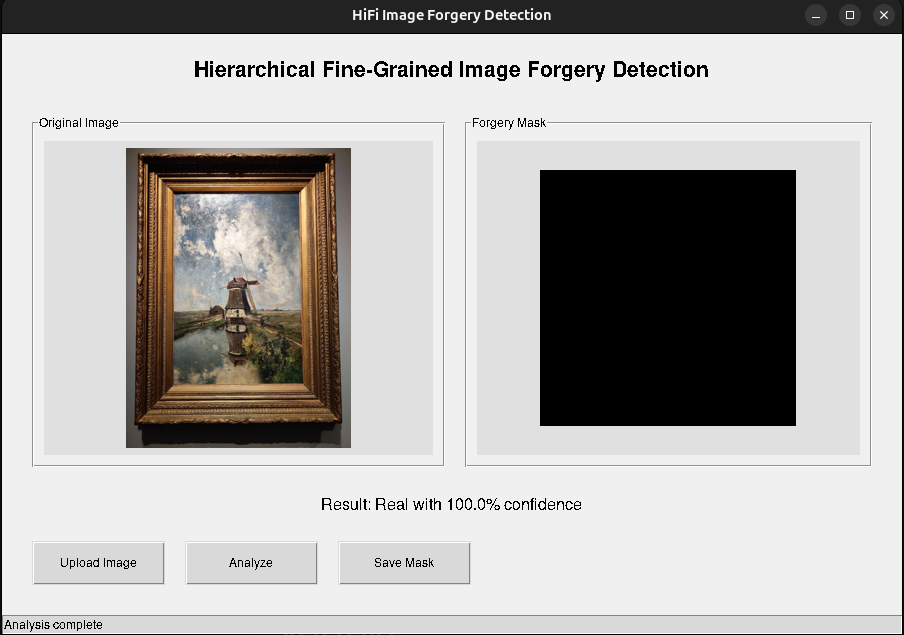 HiFi Image Forgery Detection
Hierarchical Fine-Grained Image Forgery Detection
Original Image
Forgery Mask
Result: Real with 100.0% confidence
Upload Image
Analyze
Save Mask
Analysis complete